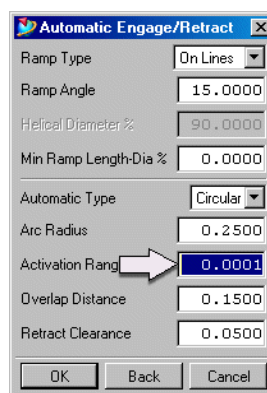 Automatic Engage/Retract
Ramp Type On Lines
Ramp Angle 15.0000
Helical Diameter % 90.0000
Min Ramp Length-Dia % 0.0000
Automatic Type Circular
Arc Radius 0.2500
Activation Rang 0.0001
Overlap Distance 0.1500
Retract Clearance 0.0500
OK Back Cancel